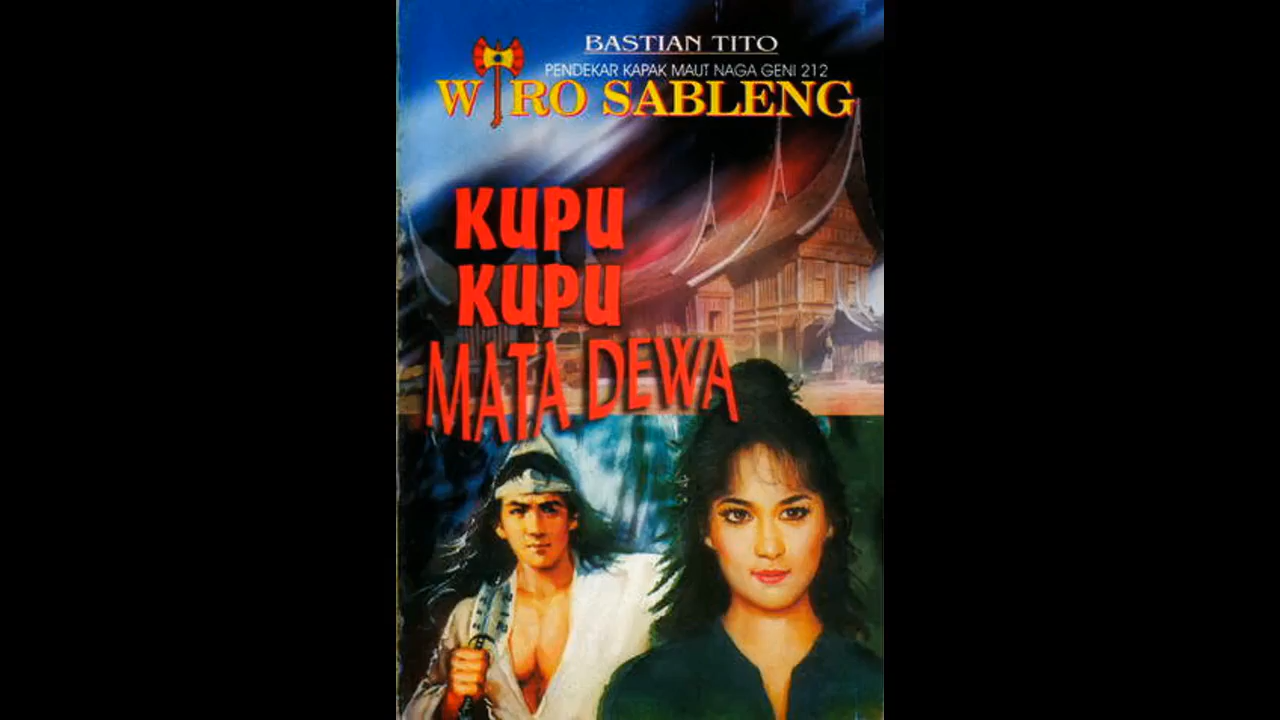 BASTIAN TITO
PENDEKAR KAPAK MAUT NAGA GENI 212
WIRO SABLENG
KUPU
KUPU
MATA DEWA